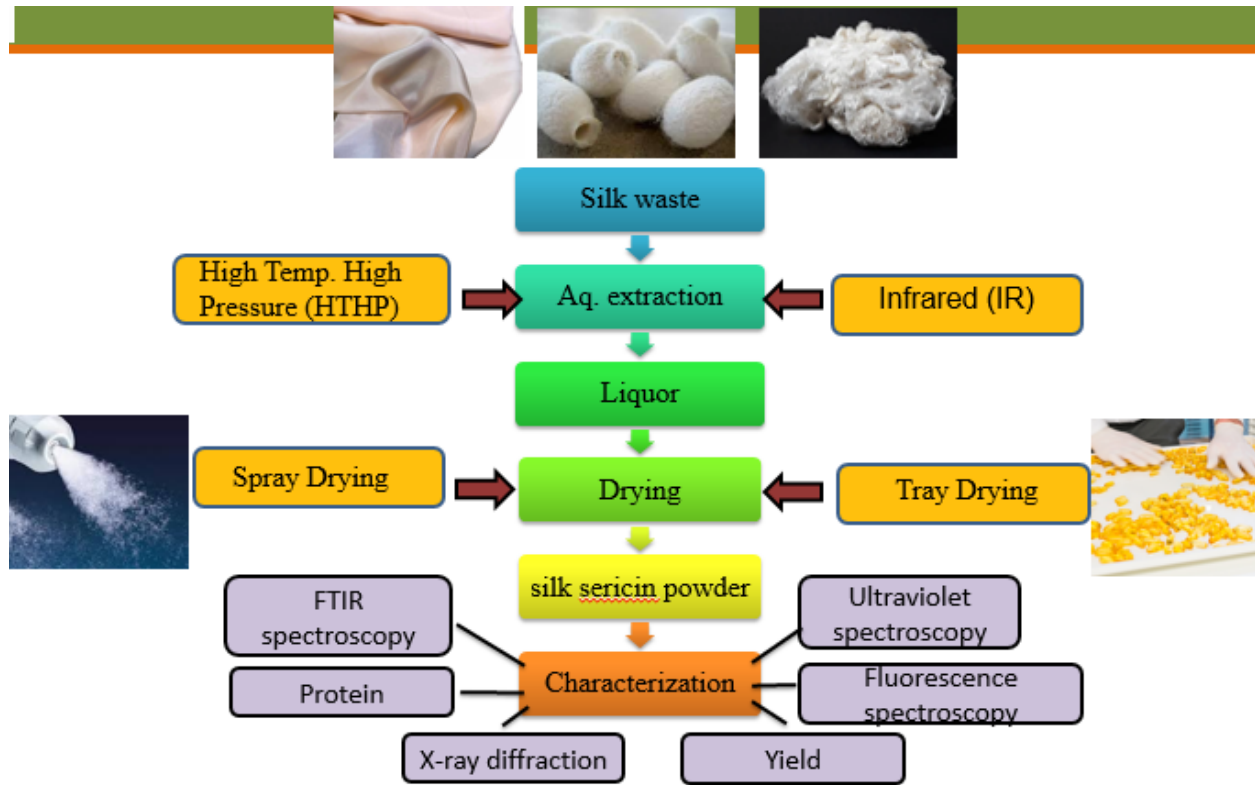 Silk waste
High Temp. High
Pressure (HTHP)
Aq. extraction
Infrared (IR)
Liquor
Spray Drying
Drying
Tray Drying
silk sericin powder
FTIR
spectroscopy
Ultraviolet
spectroscopy
Protein
Characterization
Fluorescence
spectroscopy
X-ray diffraction
Yield